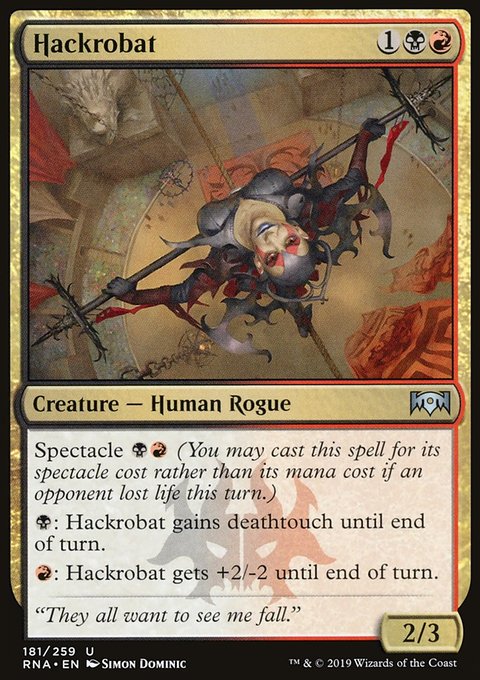 Hackrobat 1
Creature — Human Rogue
Spectacle (You may cast this spell for its
spectacle cost rather than its mana cost if an
opponent lost life this turn.)
: Hackrobat gains deathtouch until end
of turn.
: Hackrobat gets +2/-2 until end of turn.
“They all want to see me fall.”
2/3
181/259 U
RNA • EN Simon Dominic
™ & © 2019 Wizards of the Coast